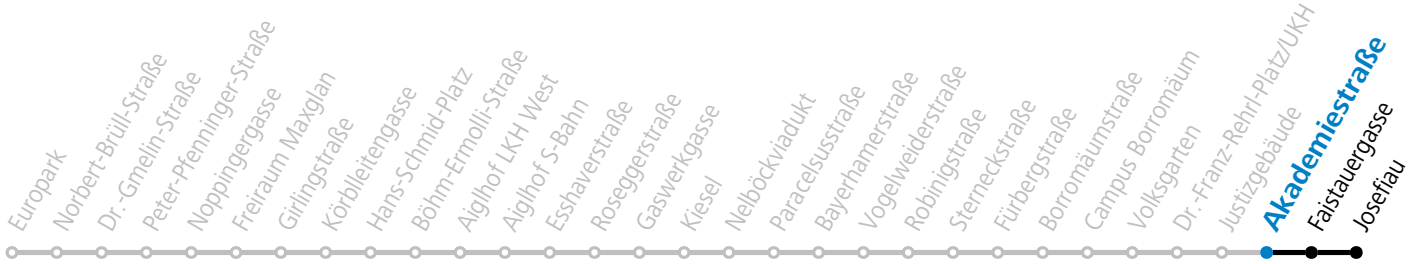 Europark
Norbert-Brüll-Straße
Dr.-Gmelin-Straße
Peter-Pfenninger-Straße
Noppingergasse
Freiraum Maxglan
Girlingstraße
Körblleitengasse
Hans-Schmid-Platz
Böhm-Ermolli-Straße
Aiglhof LKH West
Aiglhof S-Bahn
Esshaverstraße
Roseggerstraße
Gaswerkgasse
Kiesel
Nelböckviadukt
Paracelsusstraße
Bayerhamerstraße
Vogelweiderstraße
Robinigstraße
Sterneckstraße
Fürbergstraße
Borromäumstraße
Campus Borromäum
Volksgarten
Dr.-Franz-Rehrl-Platz/UKH
Justizgebäude
Akademiestraße
Faistauergasse
Josefiau